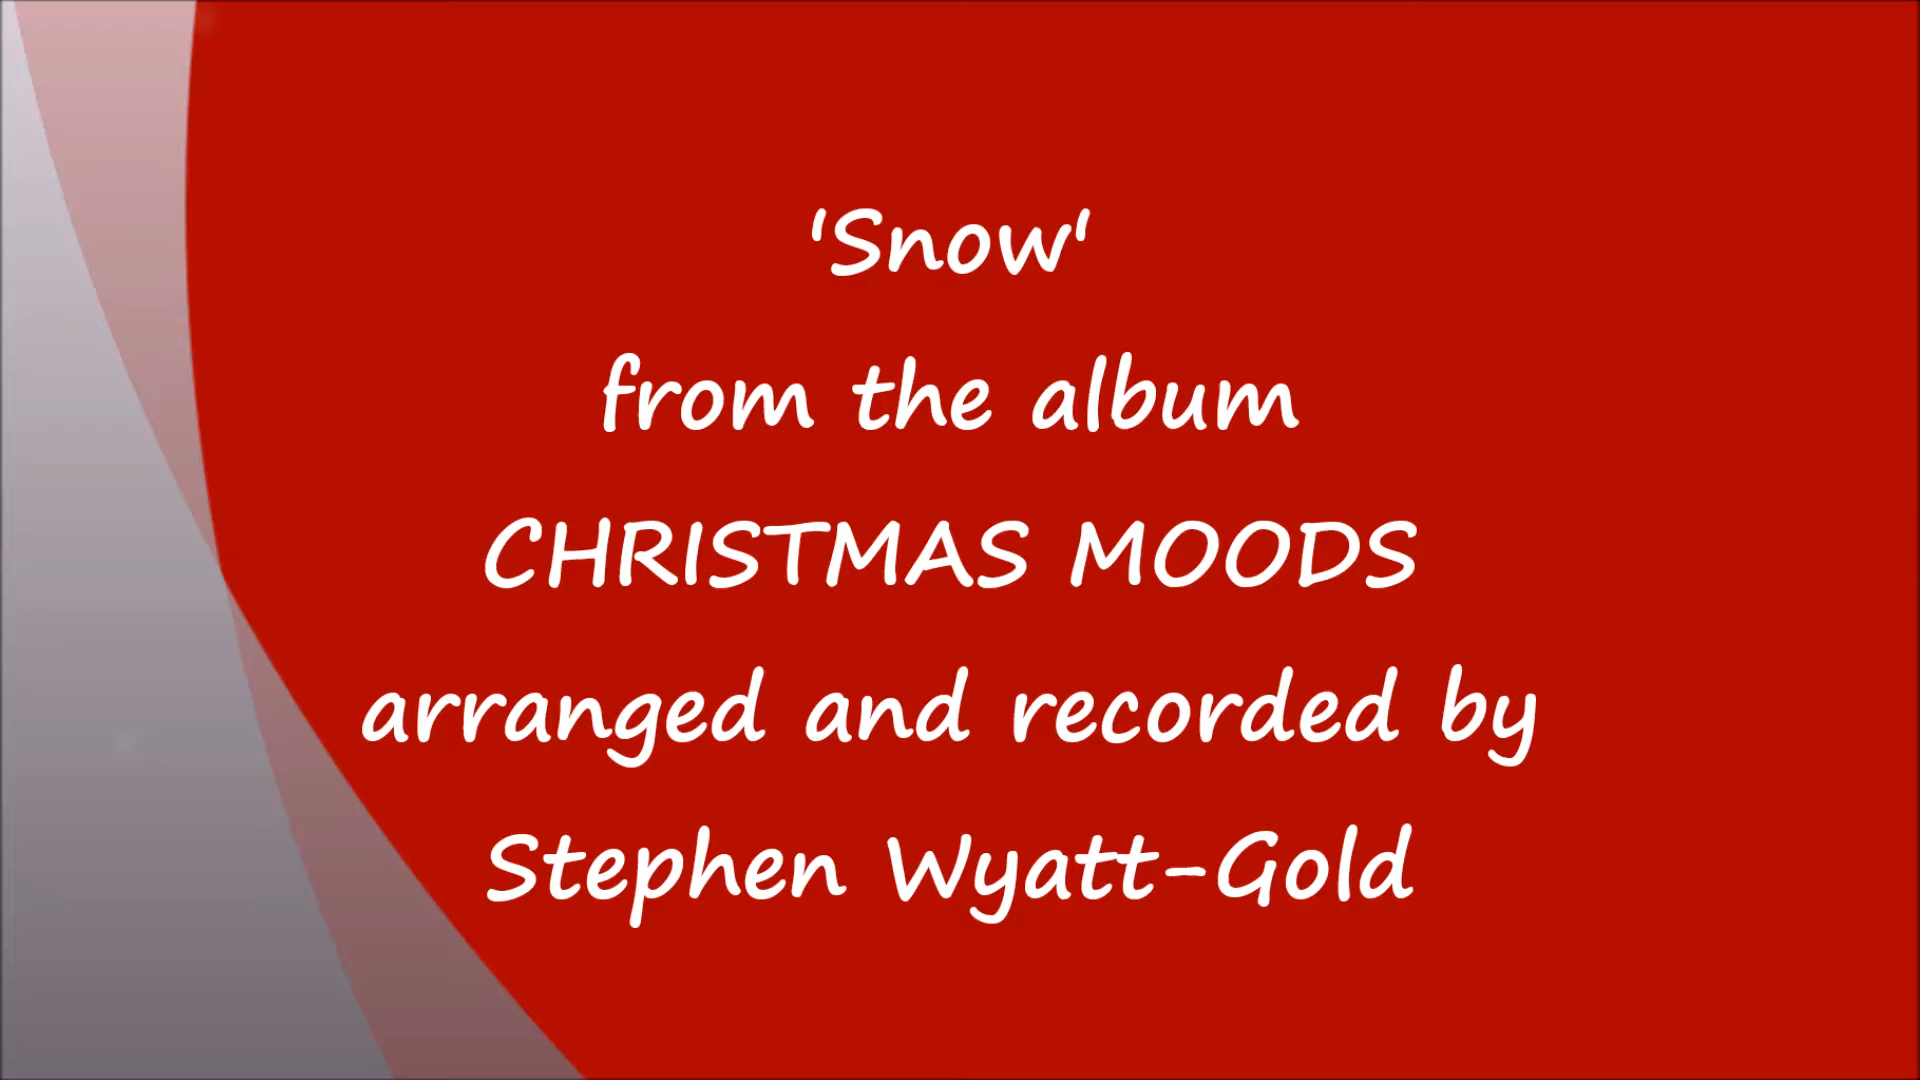 'Snow'
from the album
CHRISTMAS MOODS
arranged and recorded by
Stephen Wyatt-Gold